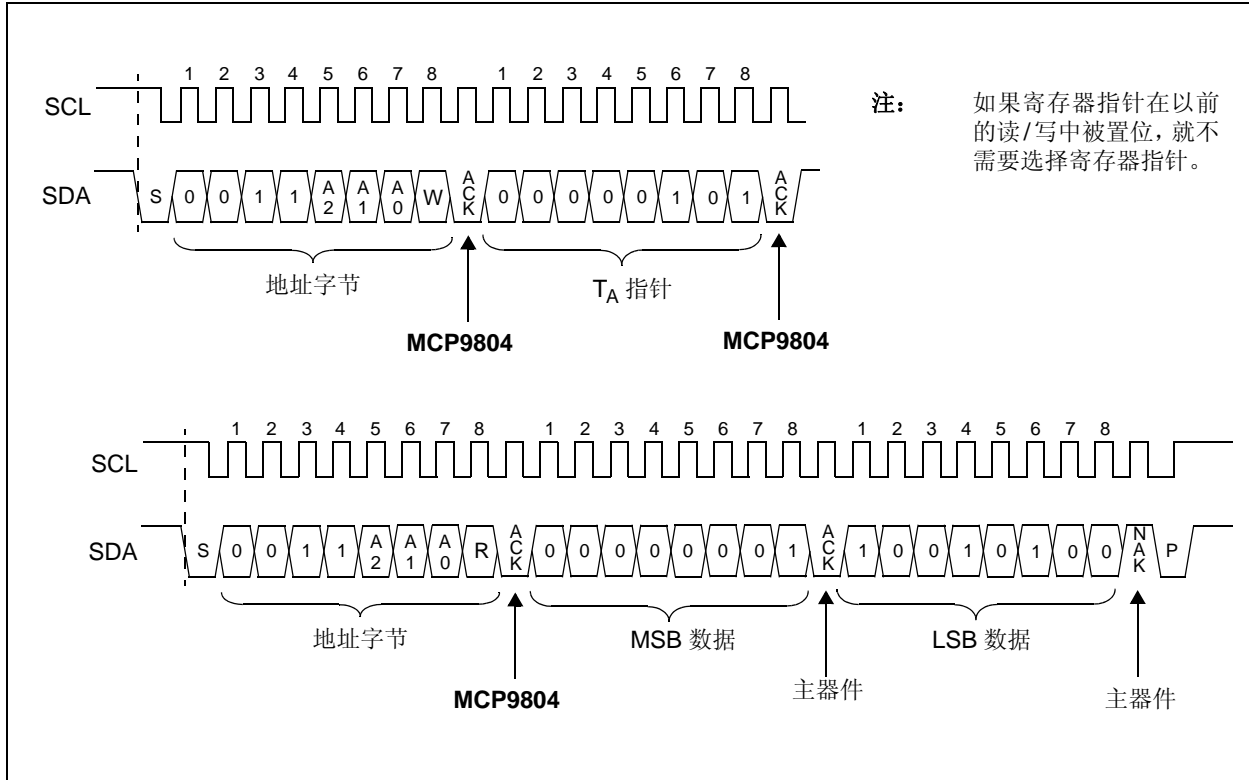 1 2 3 4 5 6 7 8 1 2 3 4 5 6 7 8
SCL
注： 如果寄存器指针在以前
的读/写中被置位，就不
需要选择寄存器指针。
SDA S 0 0 1 1 A2 A1 A0 W ACK 0 0 0 0 0 1 0 1 ACK
地址字节 TA 指针
MCP9804 MCP9804
1 2 3 4 5 6 7 8 1 2 3 4 5 6 7 8 1 2 3 4 5 6 7 8
SCL
SDA S 0 0 1 1 A2 A1 A0 R ACK 0 0 0 0 0 0 0 1 ACK 1 0 0 1 0 1 0 0 NAK P
地址字节 MSB 数据 LSB 数据
MCP9804 主器件 主器件